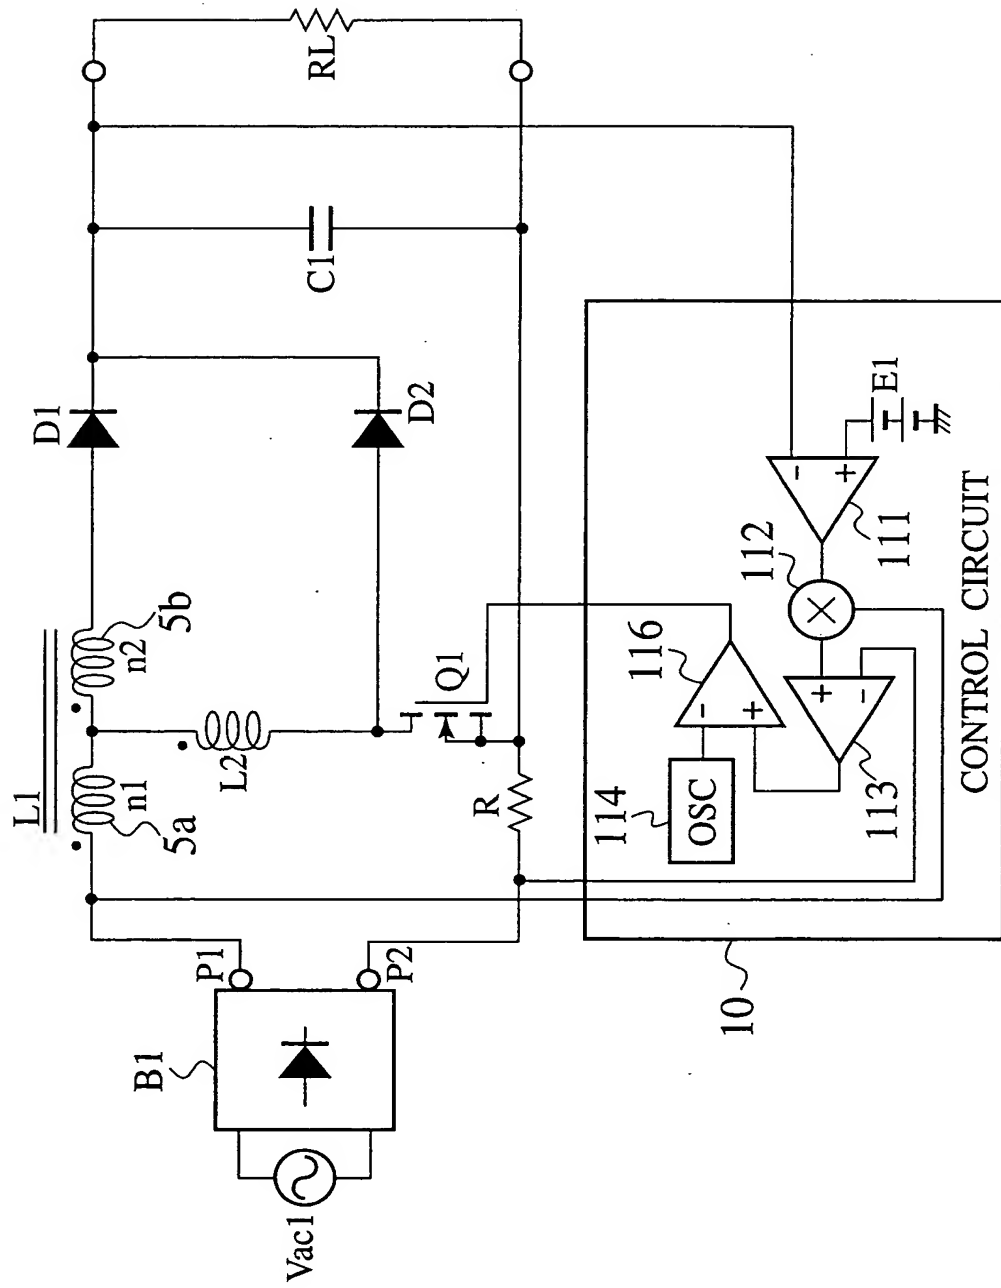 L1
5a
n1
n2
5b
D1
L2
D2
Q1
R
C1
RL
Vac1
B1
P1
P2
10
114
OSC
116
-
+
113
+
-
112
×
111
-
+
E1
CONTROL CIRCUIT